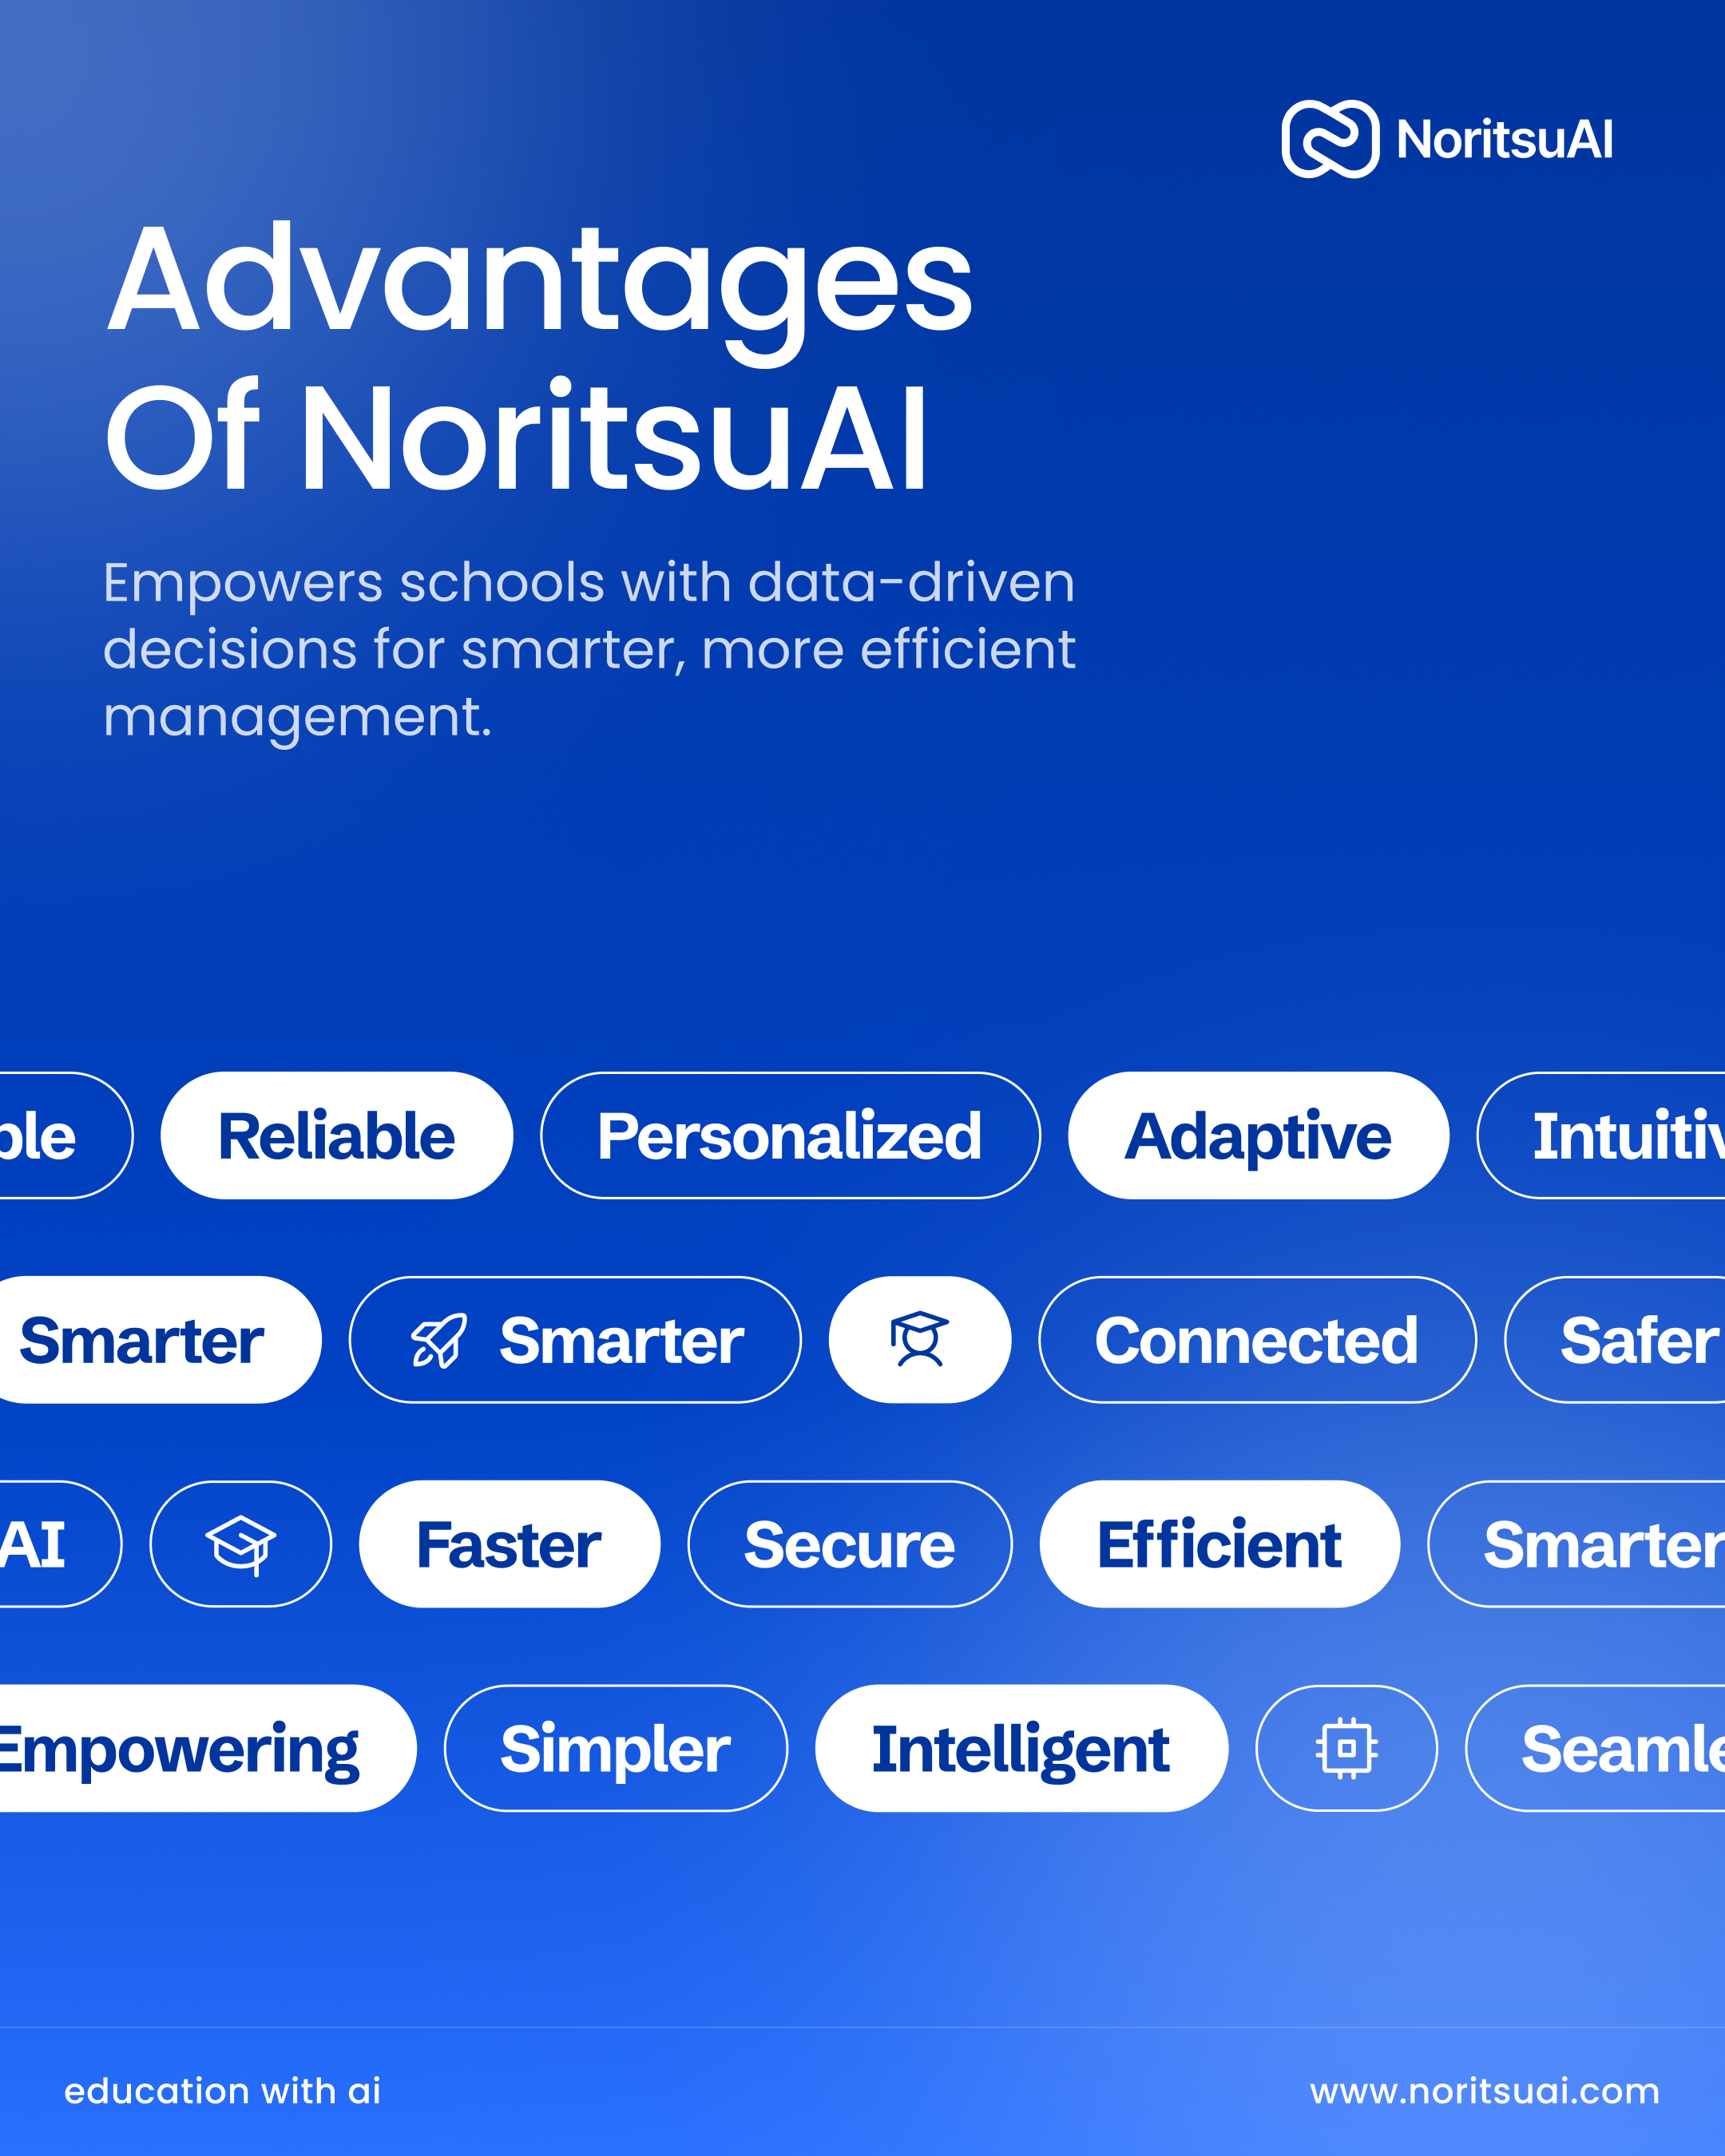 NoritsuAI
Advantages
Of NoritsuAI
Empowers schools with data-driven
decisions for smarter, more efficient
management.
Reliable Personalized Adaptive
Smarter Smarter Connected Safer
AI Faster Secure Efficient Smarter
Empowering Simpler Intelligent
education with ai www.noritsuai.com